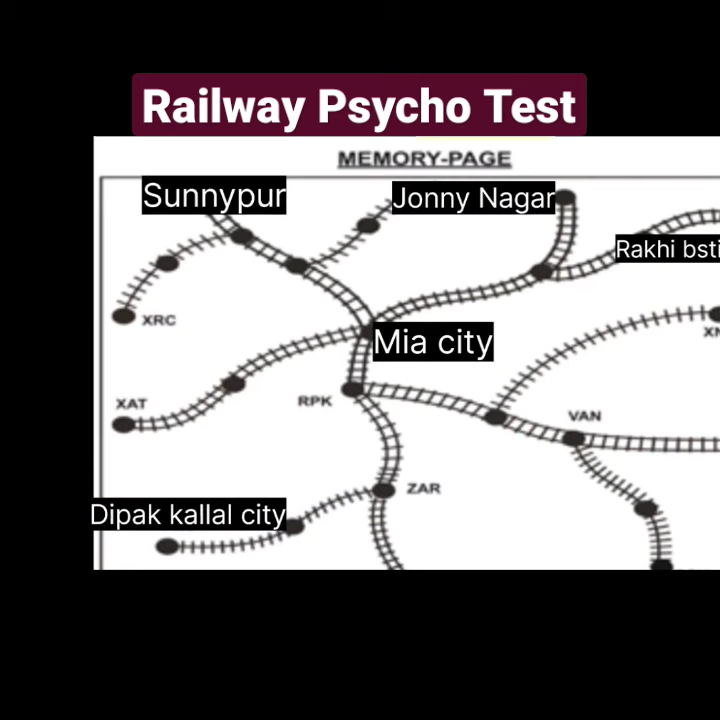 Railway Psycho Test
MEMORY-PAGE
Sunnypur
Jonny Nagar
Rakhi bsti
XRC
Mia city
XAT
RPK
VAN
ZAR
Dipak kallal city